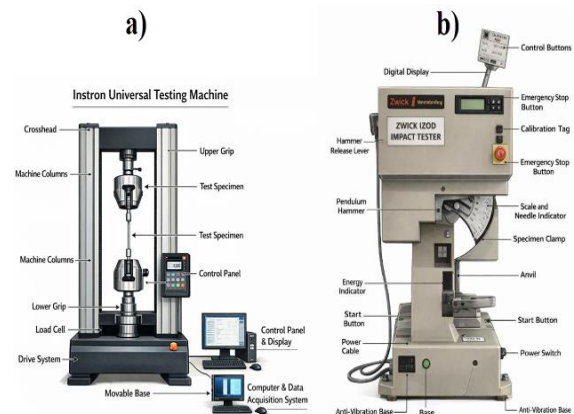 a)
Instron Universal Testing Machine
Crosshead
Upper Grip
Machine Columns
Test Specimen
Test Specimen
Machine Columns
Control Panel
Lower Grip
Load Cell
Control Panel
& Display
Drive System
Movable Base
Computer & Data
Acquisition System
b)
Control Buttons
Digital Display
Emergency Stop
Button
Zwick
ZWICK IZOD
IMPACT TESTER
Calibration Tag
Hammer
Release Lever
Emergency Stop
Button
Pendulum
Hammer
Scale and
Needle Indicator
Specimen Clamp
Anvil
Energy
Indicator
Start
Button
Start Button
Power
Cable
Power Switch
Anti-Vibration Base
Base
Anti-Vibration Base